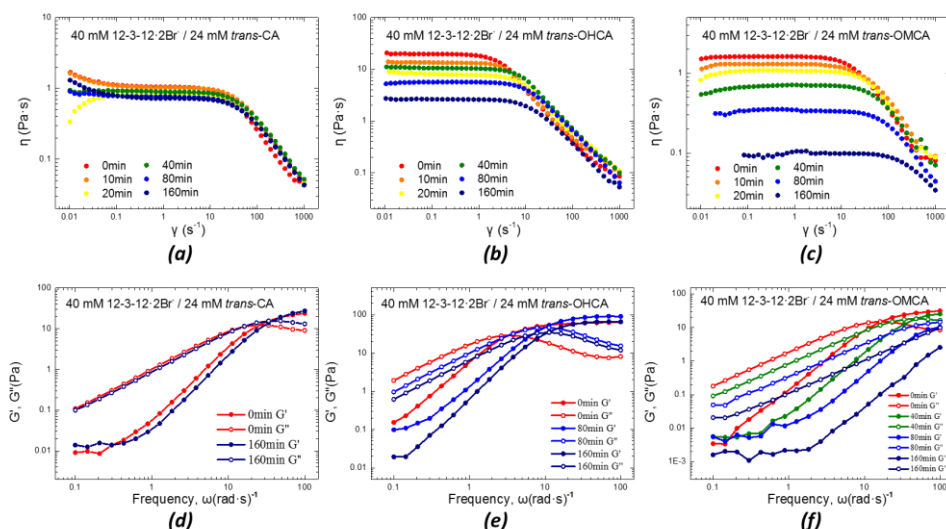 40 mM 12-3-12·2Br⁻ / 24 mM trans-CA
η (Pa·s)
10
1
0.1
0min
10min
20min
40min
80min
160min
0.01 0.1 1 10 100 1000
γ (s⁻¹)
(a)
40 mM 12-3-12·2Br⁻ / 24 mM trans-OHCA
η (Pa·s)
100
10
1
0.1
0.01
0min
10min
20min
40min
80min
160min
0.01 0.1 1 10 100 1000
γ (s⁻¹)
(b)
40 mM 12-3-12·2Br⁻ / 24 mM trans-OMCA
η (Pa·s)
1
0.1
0min
10min
20min
40min
80min
160min
0.01 0.1 1 10 100 1000
γ (s⁻¹)
(c)
40 mM 12-3-12·2Br⁻ / 24 mM trans-CA
G', G''(Pa)
100
10
1
0.1
0.01
0min G'
0min G''
160min G'
160min G''
0.1 1 10 100
Frequency, ω(rad·s)⁻¹
(d)
40 mM 12-3-12·2Br⁻ / 24 mM trans-OHCA
G', G''(Pa)
100
10
1
0.1
0.01
0min G'
0min G''
80min G'
80min G''
160min G'
160min G''
0.1 1 10 100
Frequency, ω(rad·s)⁻¹
(e)
40 mM 12-3-12·2Br⁻ / 24 mM trans-OMCA
G', G''(Pa)
100
10
1
0.1
0.01
1E-3
0min G'
0min G''
40min G'
40min G''
80min G'
80min G''
160min G'
160min G''
0.1 1 10 100
Frequency, ω(rad·s)⁻¹
(f)